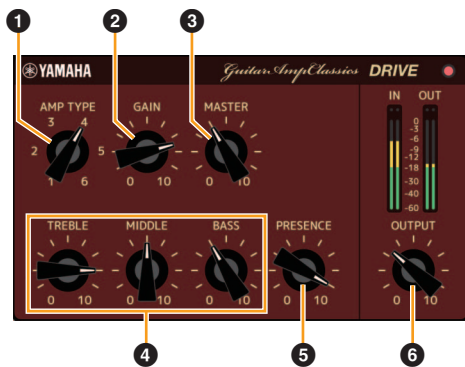 1 2 3
YAMAHA Guitar Amp Classics DRIVE
IN OUT
AMP TYPE GAIN MASTER
3 4
2 5
1 6
0 10
0 10
0
-3
-6
-9
-12
-18
-30
-40
-60
TREBLE MIDDLE BASS PRESENCE OUTPUT
0 10 0 10 0 10 0 10 0 10
4 5 6